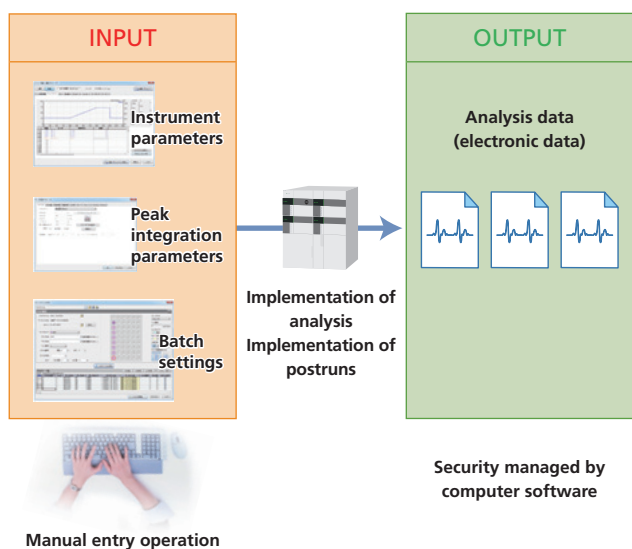 INPUT
Instrument
parameters
Peak
integration
parameters
Batch
settings
Manual entry operation
Implementation of
analysis
Implementation of
postruns
OUTPUT
Analysis data
(electronic data)
Security managed by
computer software